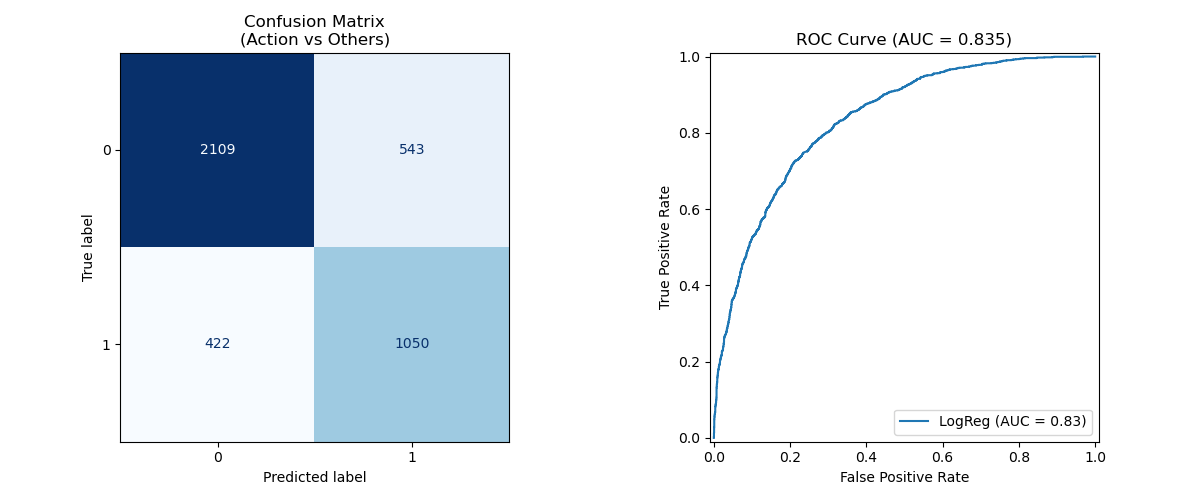 Confusion Matrix
(Action vs Others)
True label
0
2109
543
1
422
1050
0
1
Predicted label
ROC Curve (AUC = 0.835)
True Positive Rate
1.0
0.8
0.6
0.4
0.2
0.0
LogReg (AUC = 0.83)
0.0
0.2
0.4
0.6
0.8
1.0
False Positive Rate